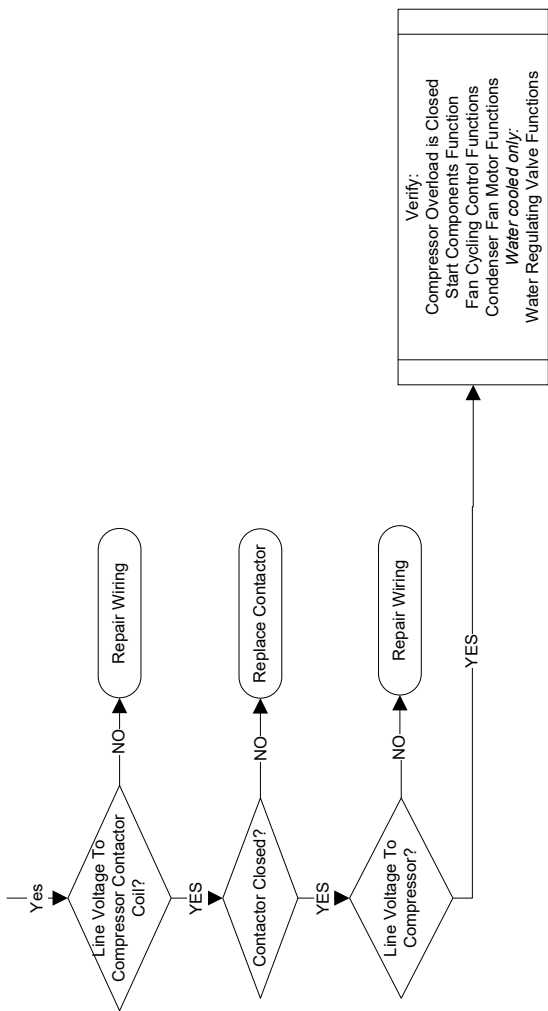 Yes
Line Voltage To
Compressor Contactor
Coil?
NO
Repair Wiring
YES
Contactor Closed?
NO
Replace Contactor
YES
Line Voltage To
Compressor?
NO
Repair Wiring
YES
Verify:
Compressor Overload is Closed
Start Components Function
Fan Cycling Control Functions
Condenser Fan Motor Functions
Water cooled only:
Water Regulating Valve Functions